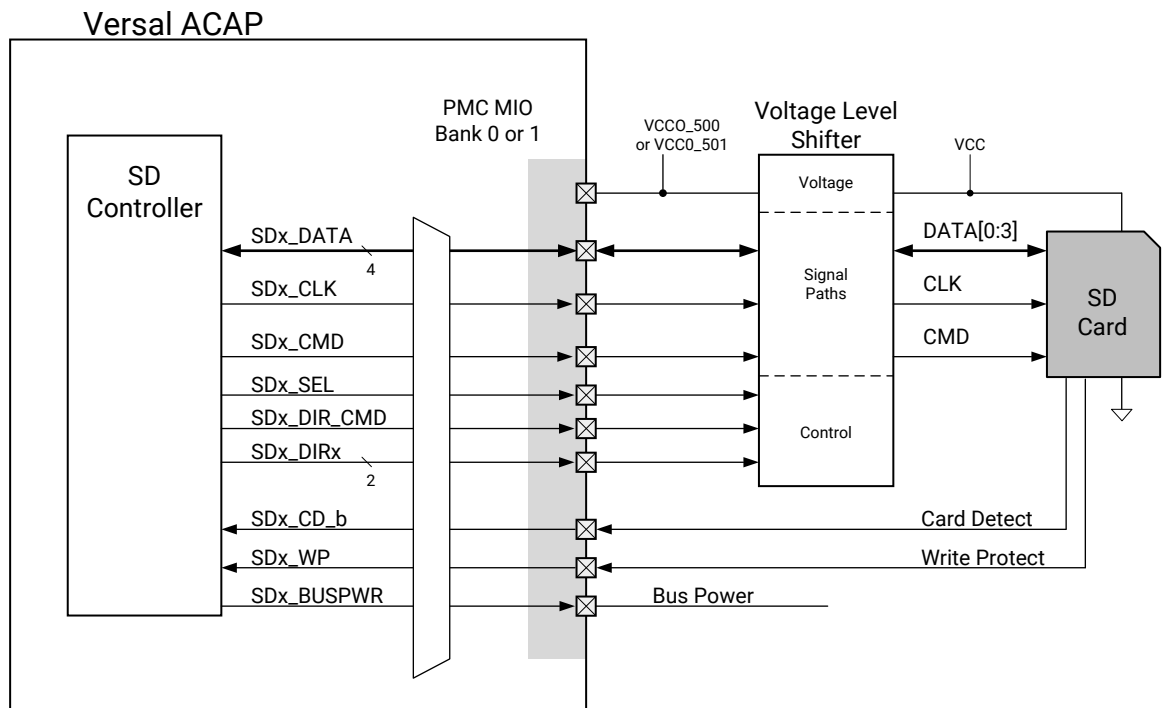 Versal ACAP
PMC MIO
Bank 0 or 1
VCCO_500
or VCC0_501
Voltage Level
Shifter
VCC
SD
Controller
Voltage
SDx_DATA
4
DATA[0:3]
SDx_CLK
Signal
Paths
CLK
SD
Card
SDx_CMD
CMD
SDx_SEL
SDx_DIR_CMD
Control
SDx_DIRx
2
SDx_CD_b
Card Detect
SDx_WP
Write Protect
SDx_BUSPWR
Bus Power